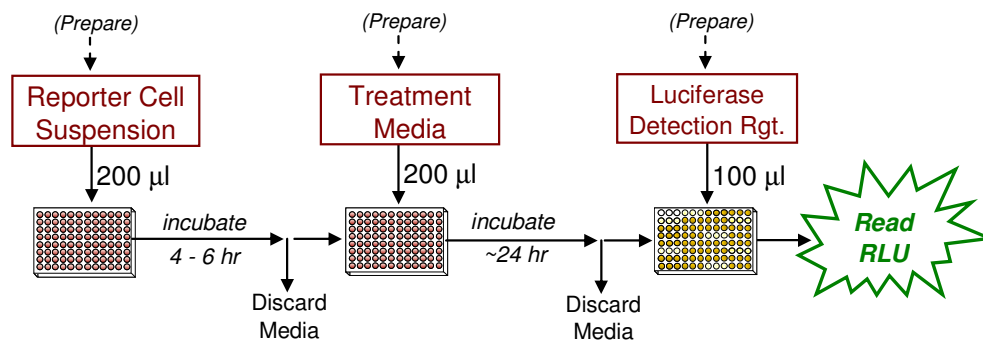 (Prepare)
(Prepare)
(Prepare)
Reporter Cell
Suspension
Treatment
Media
Luciferase
Detection Rgt.
200 μl
200 μl
100 μl
incubate
4 - 6 hr
incubate
~24 hr
Read
RLU
Discard
Media
Discard
Media